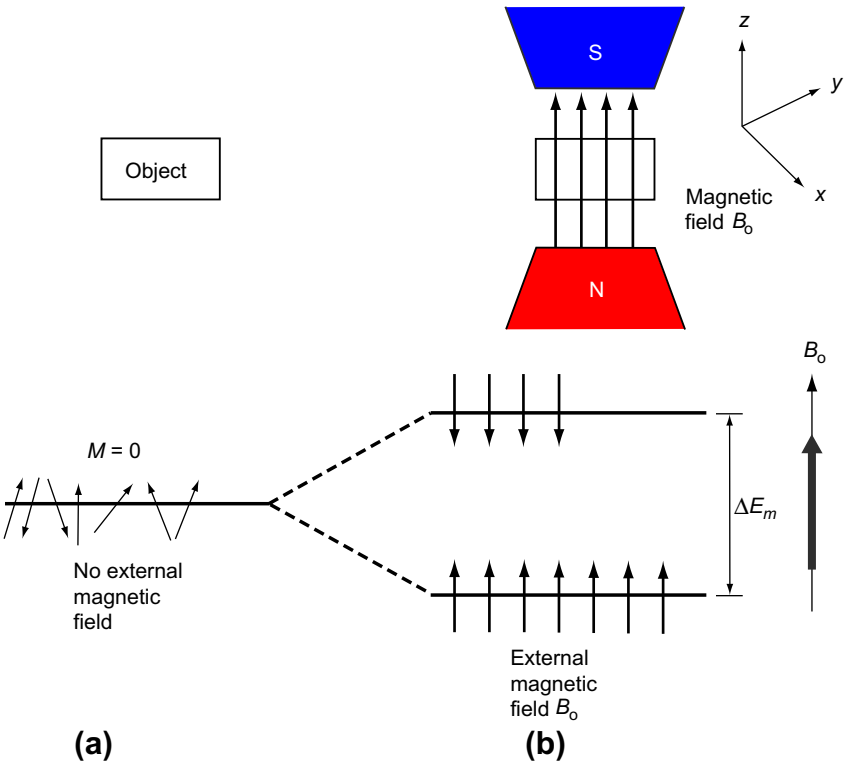 S
z
y
x
Object
Magnetic
field Bₒ
N
Bₒ
M = 0
ΔEₘ
No external
magnetic
field
External
magnetic
field Bₒ
(a)
(b)